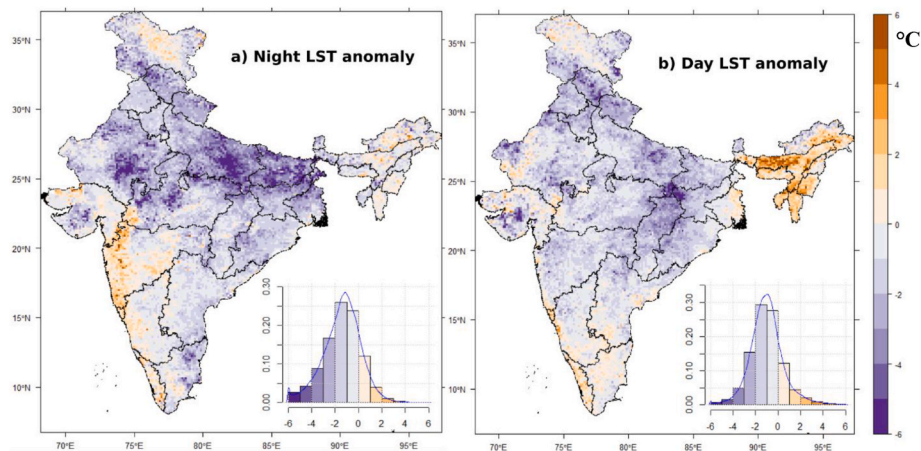 a) Night LST anomaly
35°N
30°N
25°N
20°N
15°N
10°N
70°E 75°E 80°E 85°E 90°E 95°E
0.00 0.10 0.20 0.30
-6 -4 -2 0 2 4 6
b) Day LST anomaly
35°N
30°N
25°N
20°N
15°N
10°N
70°E 75°E 80°E 85°E 90°E 95°E
0.00 0.10 0.20 0.30
-6 -4 -2 0 2 4 6
°C
6
4
2
0
-2
-4
-6